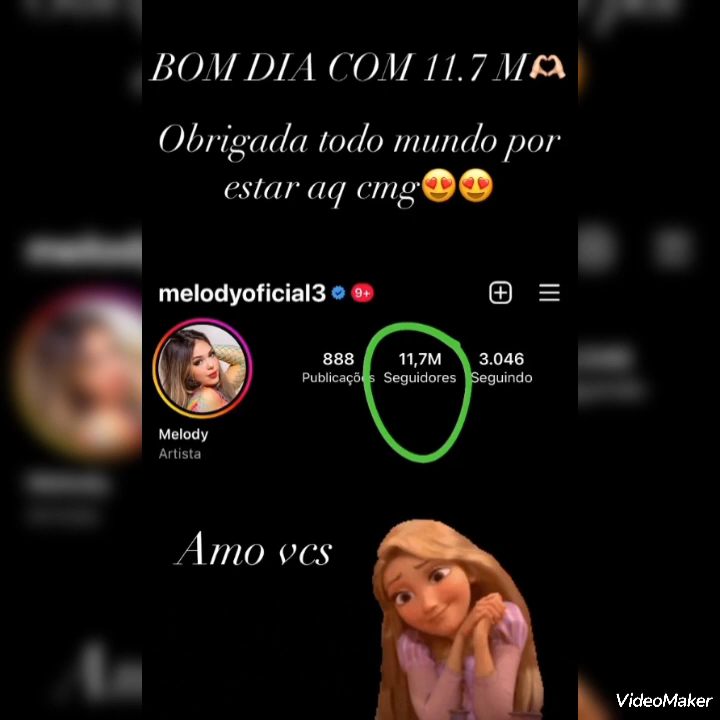 BOM DIA COM 11.7 M🫶🏻
Obrigada todo mundo por
estar aq cmg😍😍
melodyoficial3 9+
888 11,7M 3.046
Publicações Seguidores Seguindo
Melody
Artista
Amo vcs
VideoMaker